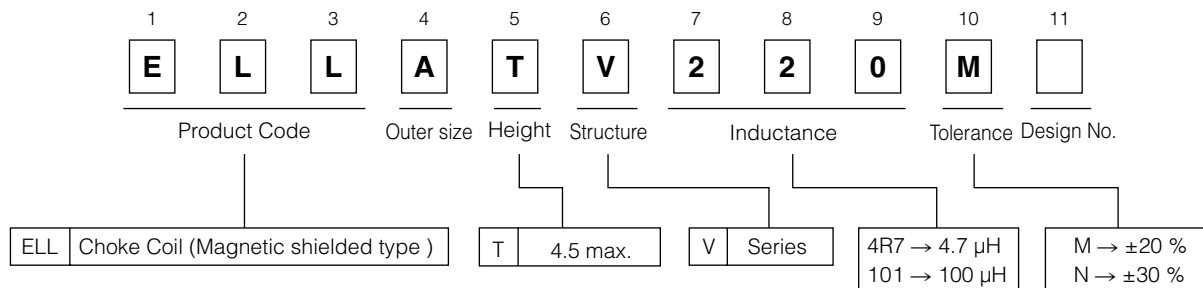 1 2 3 4 5 6 7 8 9 10 11
E L L A T V 2 2 0 M
Product Code Outer size Height Structure Inductance Tolerance Design No.
ELL Choke Coil (Magnetic shielded type ) T 4.5 max. V Series 4R7 → 4.7 µH M → ±20 %
101 → 100 µH N → ±30 %